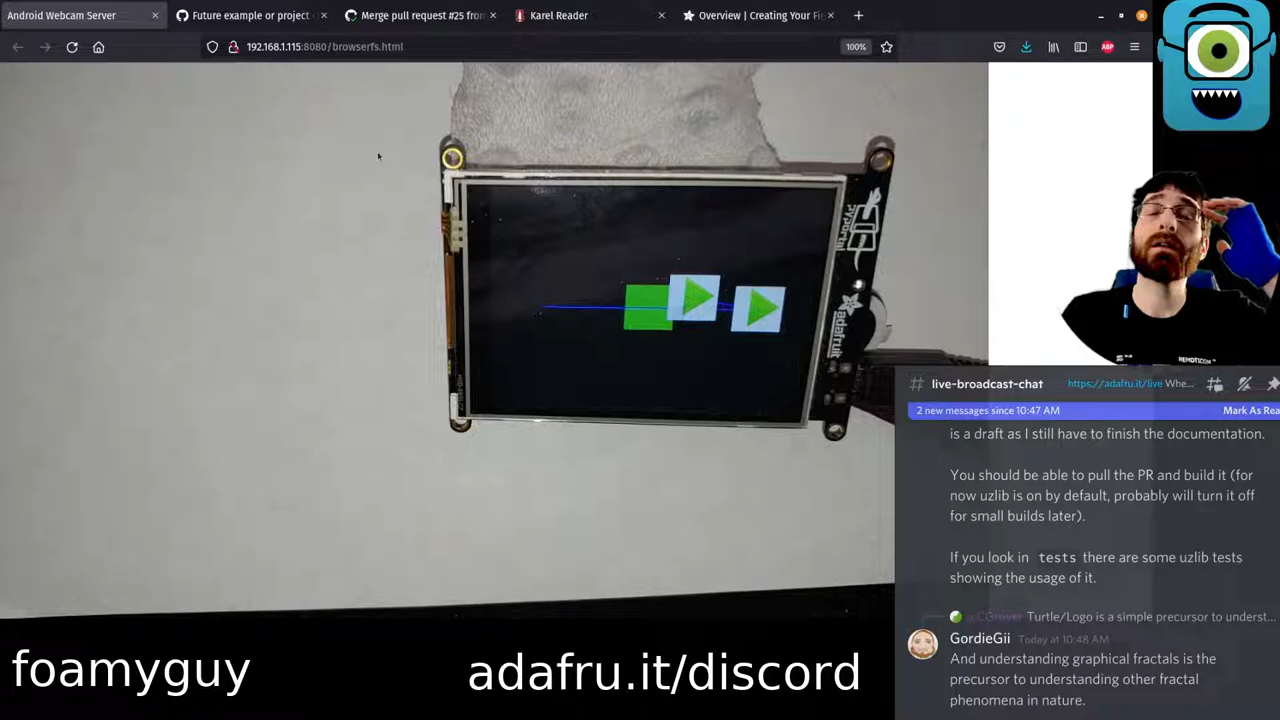 Android Webcam Server
Future example or project
Merge pull request #25 from
Karel Reader
Overview | Creating Your Fi
192.168.1.115:8080/browserfs.html
100%
ABP
pyportal
adafruit
REMOTICON
# live-broadcast-chat
https://adafru.it/live Whe...
2 new messages since 10:47 AM
Mark As Rea
is a draft as I still have to finish the documentation.
You should be able to pull the PR and build it (for
now uzlib is on by default, probably will turn it off
for small builds later).
If you look in tests there are some uzlib tests
showing the usage of it.
Turtle/Logo is a simple precursor to underst...
GordieGii Today at 10:48 AM
And understanding graphical fractals is the
precursor to understanding other fractal
phenomena in nature.
foamyguy
adafru.it/discord